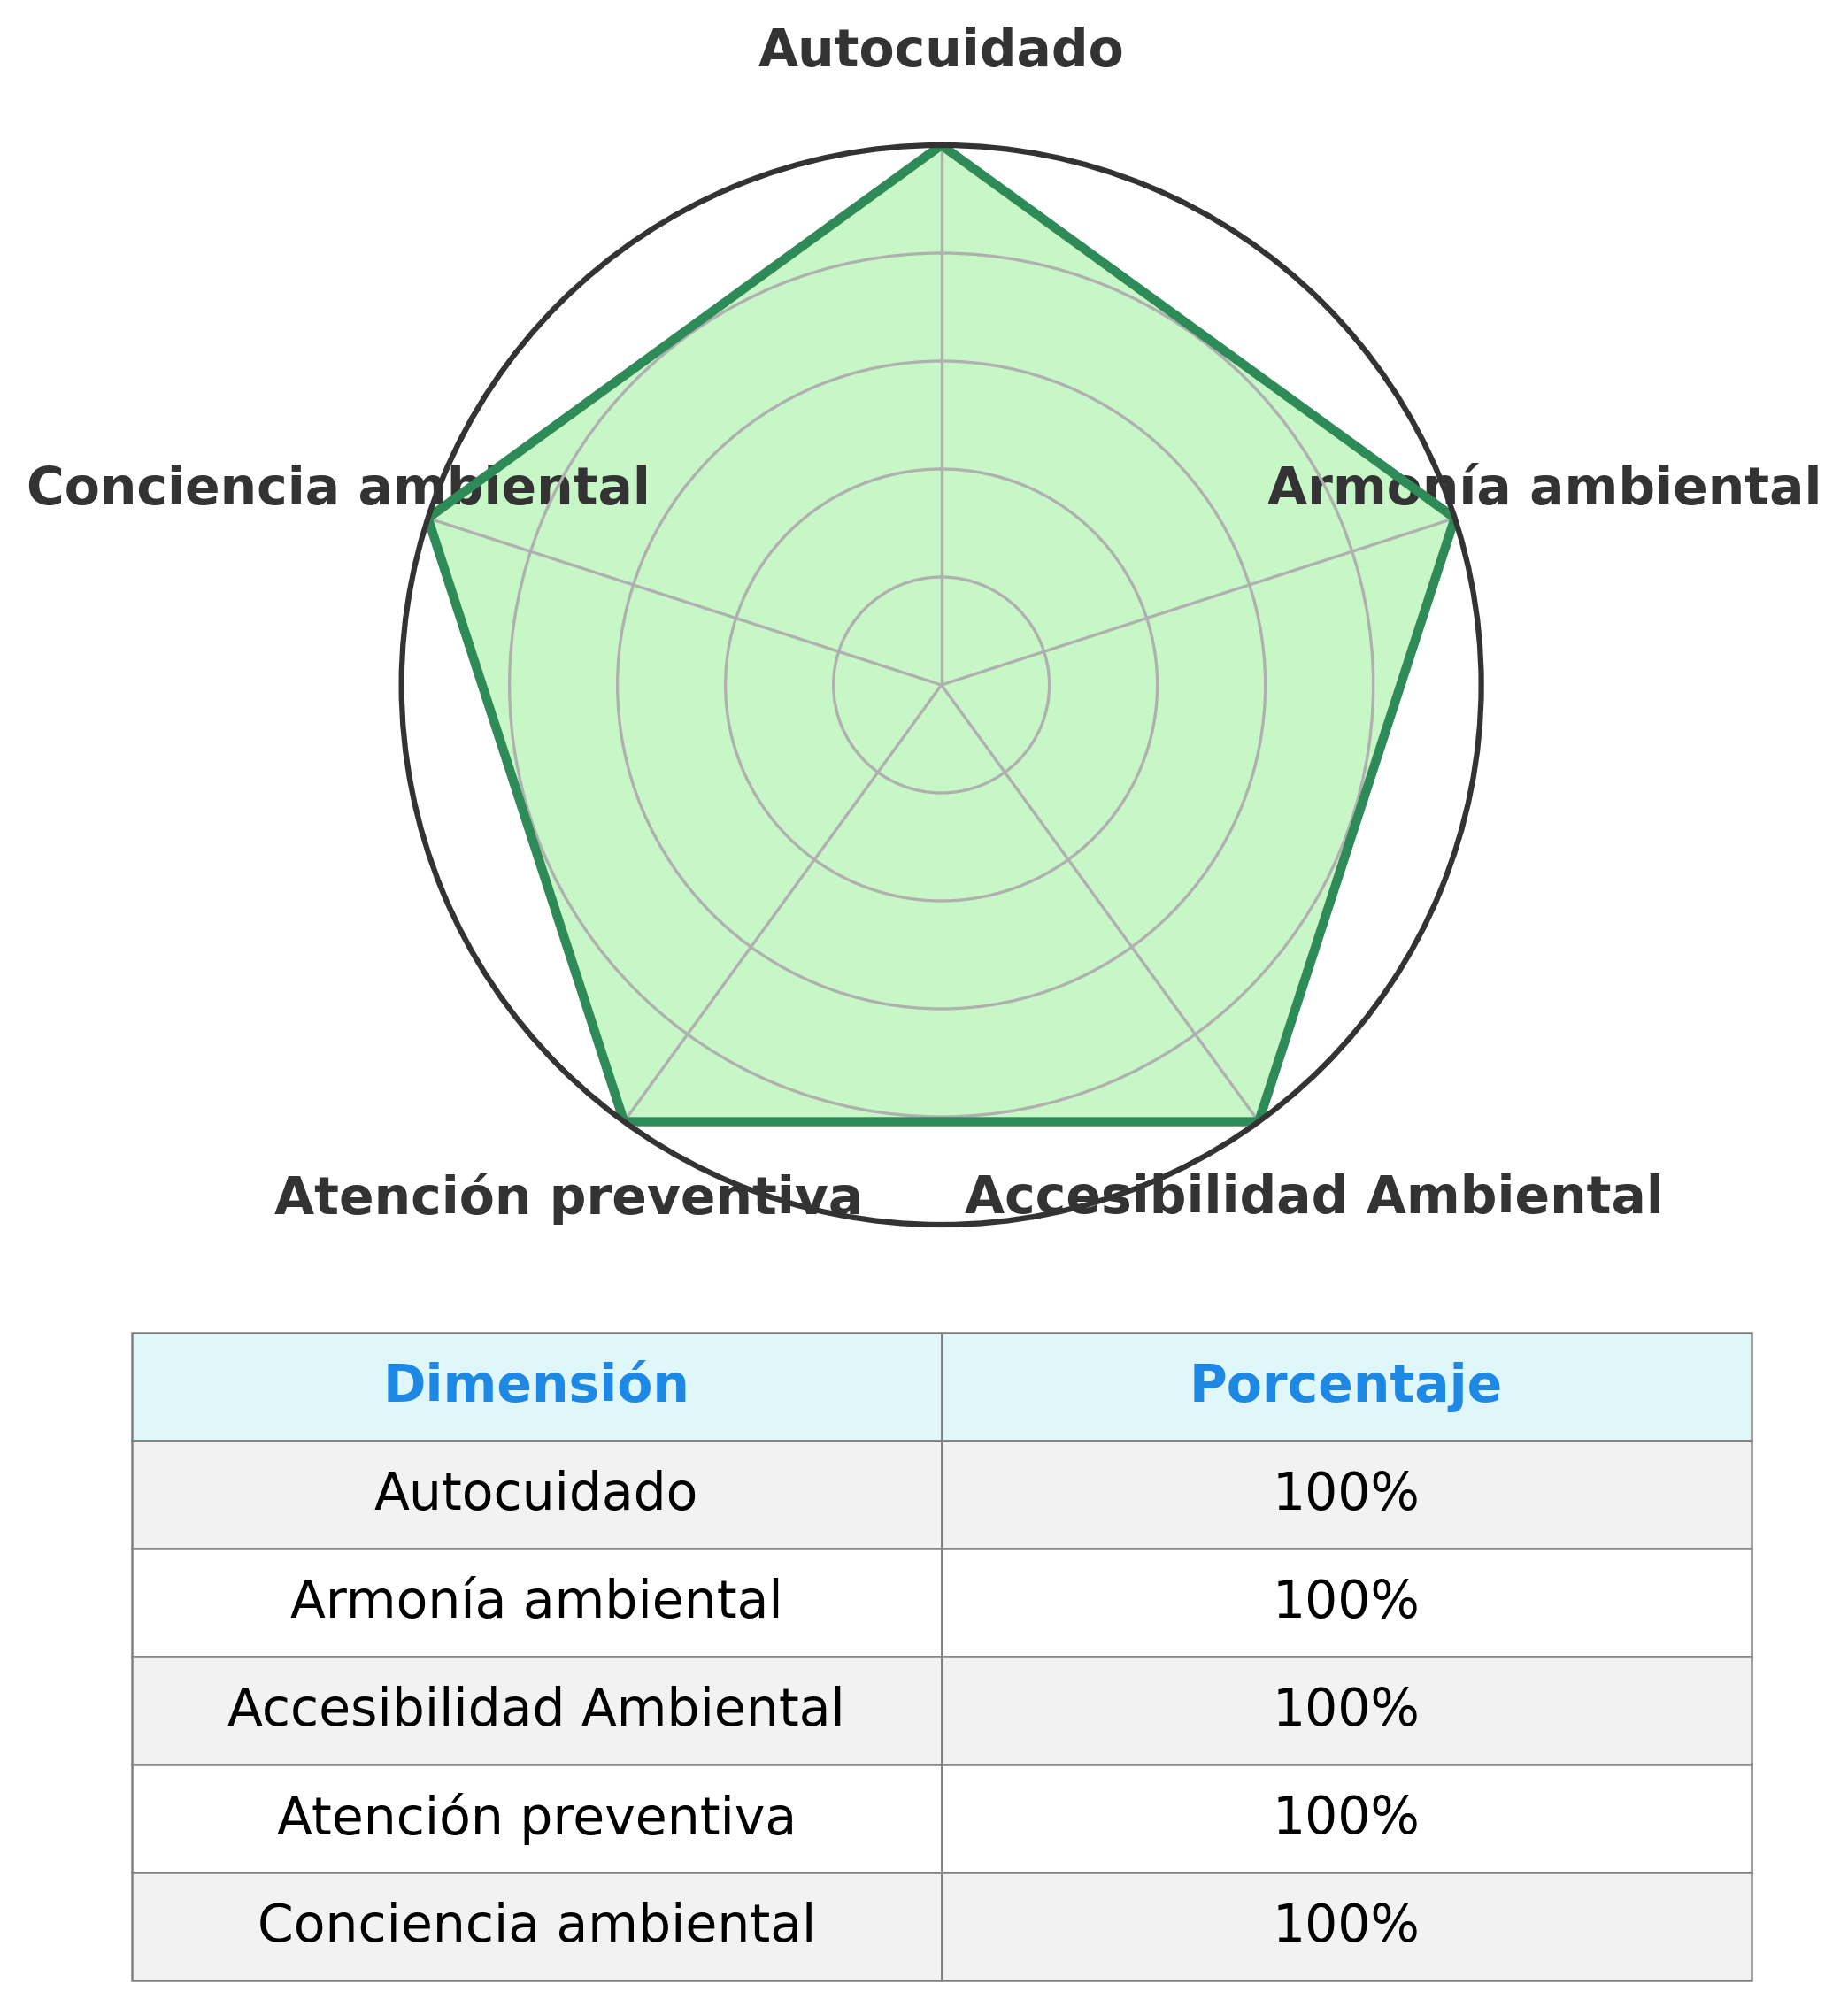 Autocuidado
Conciencia ambiental
Armonía ambiental
Atención preventiva
Accesibilidad Ambiental
Dimensión Porcentaje
Autocuidado 100%
Armonía ambiental 100%
Accesibilidad Ambiental 100%
Atención preventiva 100%
Conciencia ambiental 100%